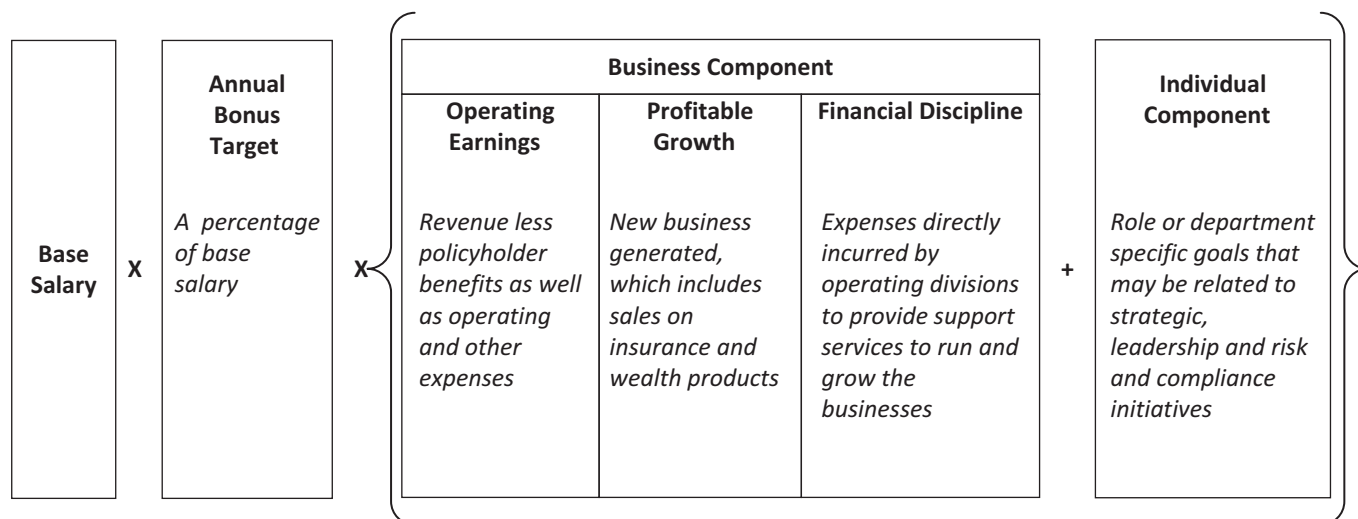 Base
Salary
X
Annual
Bonus
Target
A percentage
of base
salary
X
Business Component
Operating
Earnings
Revenue less
policyholder
benefits as well
as operating
and other
expenses
Profitable
Growth
New business
generated,
which includes
sales on
insurance and
wealth products
Financial Discipline
Expenses directly
incurred by
operating divisions
to provide support
services to run and
grow the
businesses
+
Individual
Component
Role or department
specific goals that
may be related to
strategic,
leadership and risk
and compliance
initiatives